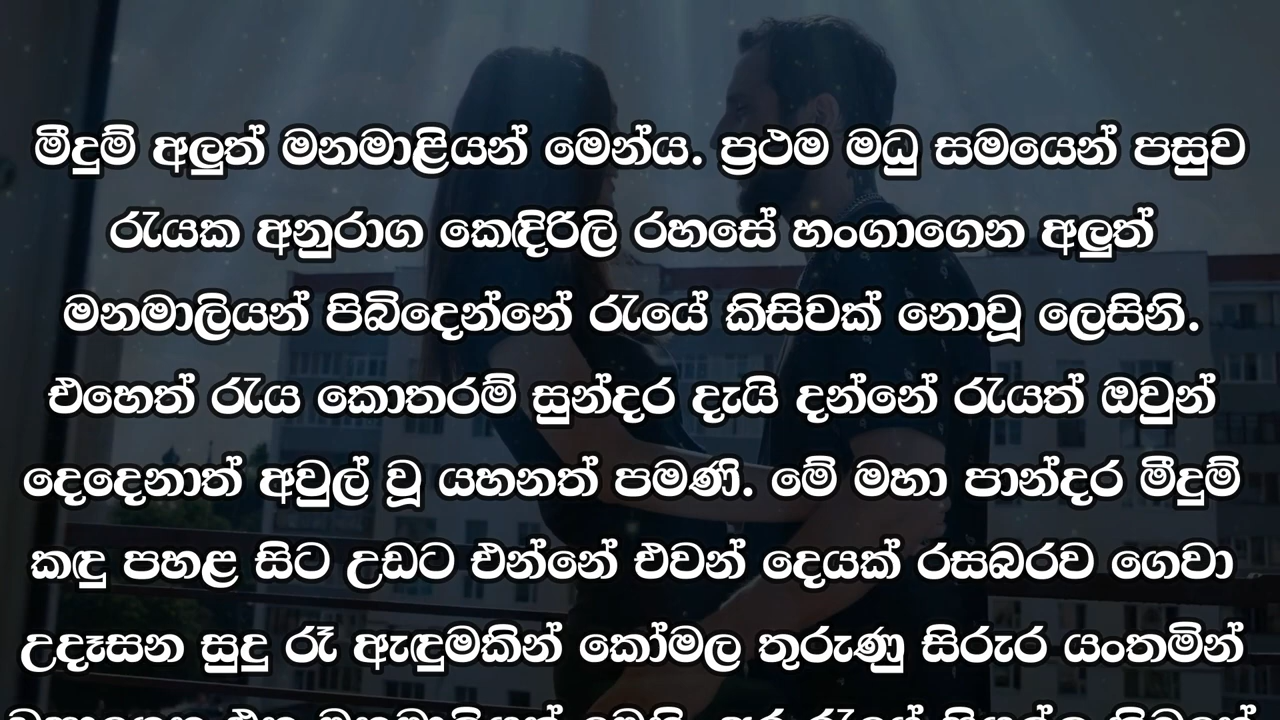 මීදුම් අලුත් මනමාළියන් මෙන්ය. ප්‍රථම මධු සමයෙන් පසුව
රැයක අනුරාග කෙඳිරිලි රහසේ හංගාගෙන අලුත්
මනමාලියන් පිබිදෙන්නේ රැයේ කිසිවක් නොවූ ලෙසිනි.
එහෙත් රැය කොතරම් සුන්දර දැයි දන්නේ රැයත් ඔවුන්
දෙදෙනාත් අවුල් වූ යහනත් පමණි. මේ මහා පාන්දර මීදුම්
කඳු පහළ සිට උඩට එන්නේ එවන් දෙයක් රසබරව ගෙවා
උදෑසන සුදු රෑ ඇඳුමකින් කෝමල තුරුණු සිරුර යංතමින්